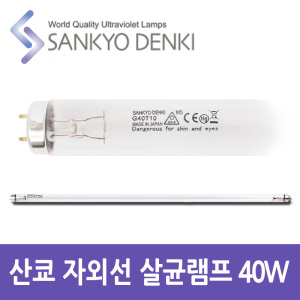 World Quality Ultraviolet Lamps
SANKYO DENKI
SANKYO DENKI
G40T10
MADE IN JAPAN
Dangerous for skin and eyes
산쿄 자외선 살균램프 40W